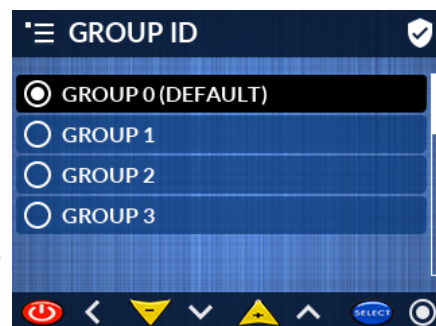 GROUP ID
GROUP 0 (DEFAULT)
GROUP 1
GROUP 2
GROUP 3
SELECT